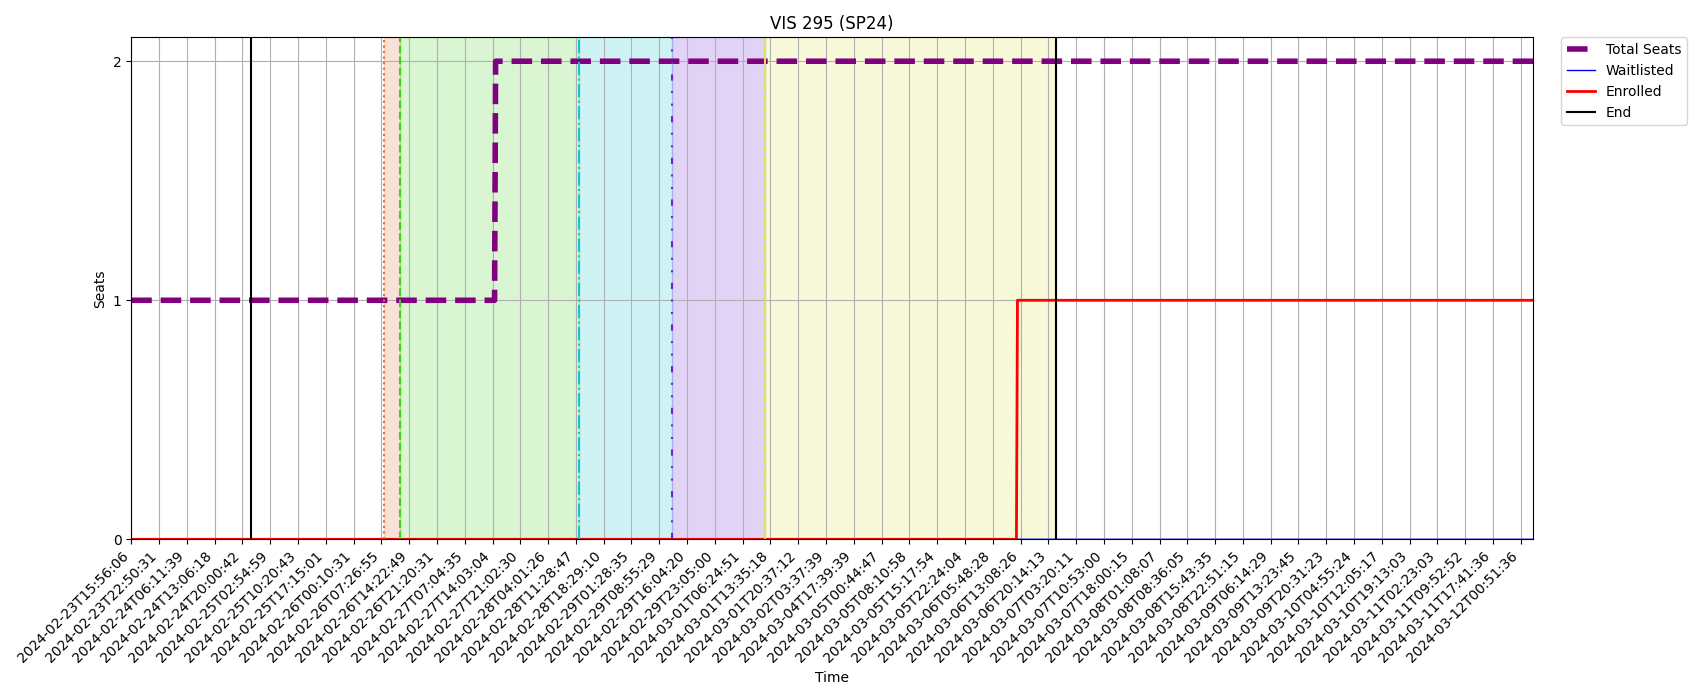 VIS 295 (SP24)
Total Seats
Waitlisted
Enrolled
End
Seats
2
1
0
2024-02-23T15:56:06
2024-02-23T22:50:31
2024-02-24T06:11:39
2024-02-24T13:06:18
2024-02-24T20:00:42
2024-02-25T02:54:59
2024-02-25T10:20:43
2024-02-25T17:15:01
2024-02-26T00:10:31
2024-02-26T07:26:55
2024-02-26T14:22:49
2024-02-26T21:20:31
2024-02-27T07:04:35
2024-02-27T14:03:04
2024-02-27T21:02:30
2024-02-28T04:01:26
2024-02-28T11:28:47
2024-02-28T18:29:10
2024-02-29T01:28:35
2024-02-29T08:55:29
2024-02-29T16:04:20
2024-02-29T23:05:00
2024-03-01T06:24:51
2024-03-01T13:35:18
2024-03-01T20:37:12
2024-03-02T03:37:39
2024-03-04T17:39:39
2024-03-05T00:44:47
2024-03-05T08:10:58
2024-03-05T15:17:54
2024-03-05T22:24:04
2024-03-06T05:48:28
2024-03-06T13:08:26
2024-03-06T20:14:13
2024-03-07T03:20:11
2024-03-07T10:53:00
2024-03-07T18:00:15
2024-03-08T01:08:07
2024-03-08T08:36:05
2024-03-08T15:43:35
2024-03-08T22:51:15
2024-03-09T06:14:29
2024-03-09T13:23:45
2024-03-09T20:31:23
2024-03-10T04:55:24
2024-03-10T12:05:17
2024-03-10T19:13:03
2024-03-11T02:23:03
2024-03-11T09:52:52
2024-03-11T17:41:36
2024-03-12T00:51:36
Time